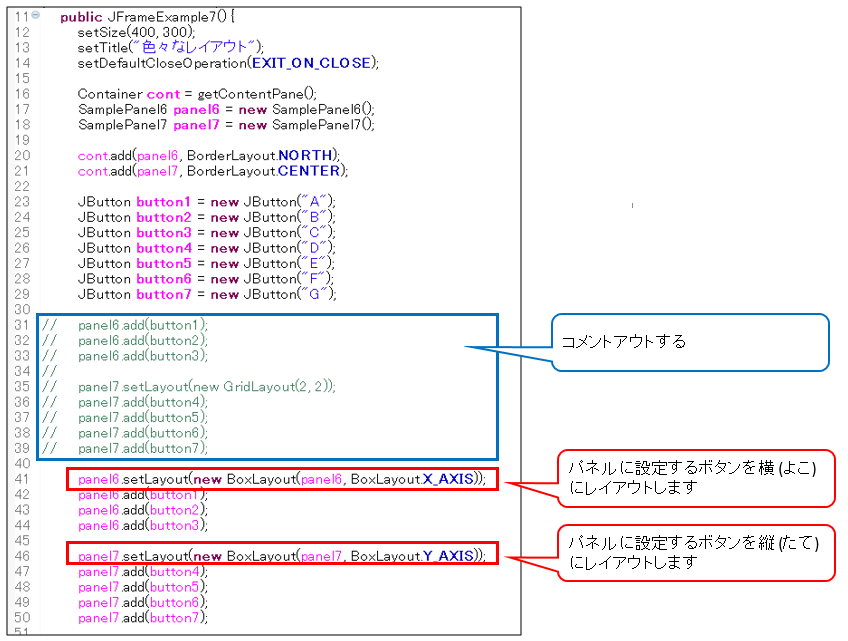 11 public JFrameExample7() {
12 setSize(400, 300);
13 setTitle("色々なレイアウト");
14 setDefaultCloseOperation(EXIT_ON_CLOSE);
15
16 Container cont = getContentPane();
17 SamplePanel6 panel6 = new SamplePanel6();
18 SamplePanel7 panel7 = new SamplePanel7();
19
20 cont.add(panel6, BorderLayout.NORTH);
21 cont.add(panel7, BorderLayout.CENTER);
22
23 JButton button1 = new JButton("A");
24 JButton button2 = new JButton("B");
25 JButton button3 = new JButton("C");
26 JButton button4 = new JButton("D");
27 JButton button5 = new JButton("E");
28 JButton button6 = new JButton("F");
29 JButton button7 = new JButton("G");
30
31 // panel6.add(button1);
32 // panel6.add(button2);
33 // panel6.add(button3);
34 //
35 // panel7.setLayout(new GridLayout(2, 2));
36 // panel7.add(button4);
37 // panel7.add(button5);
38 // panel7.add(button6);
39 // panel7.add(button7);
コメントアウトする
40
41 panel6.setLayout(new BoxLayout(panel6, BoxLayout.X_AXIS));
42 panel6.add(button1);
43 panel6.add(button2);
44 panel6.add(button3);
パネルに設定するボタンを横(よこ)
にレイアウトします
45
46 panel7.setLayout(new BoxLayout(panel7, BoxLayout.Y_AXIS));
47 panel7.add(button4);
48 panel7.add(button5);
49 panel7.add(button6);
50 panel7.add(button7);
51
パネルに設定するボタンを縦(たて)
にレイアウトします